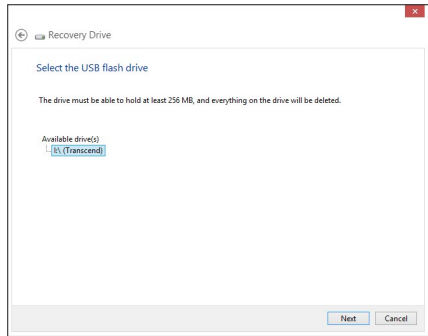 Recovery Drive
Select the USB flash drive
The drive must be able to hold at least 256 MB, and everything on the drive will be deleted.
Available drive(s)
I:\ (Transcend)
Next Cancel